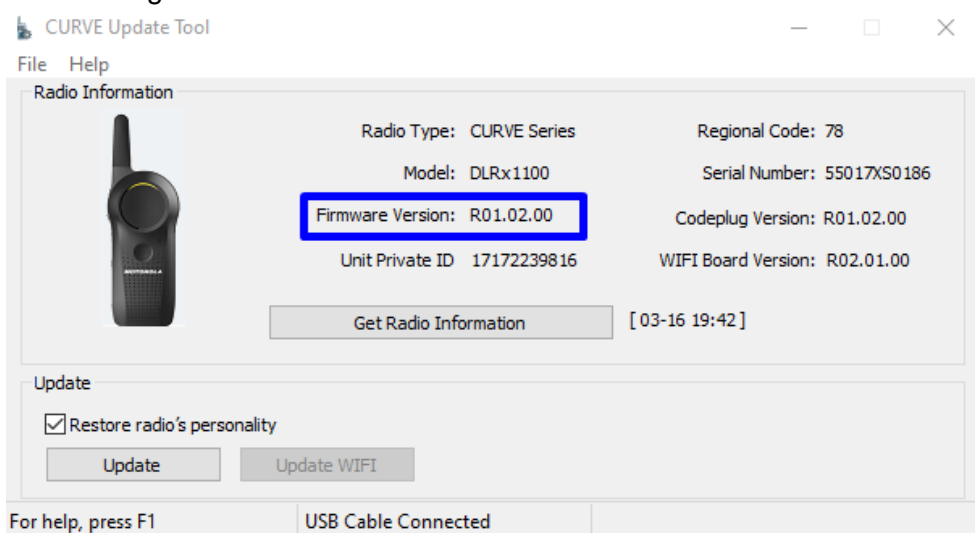 CURVE Update Tool
File Help
Radio Information
Radio Type: CURVE Series Regional Code: 78
Model: DLRx1100 Serial Number: 55017XS0186
Firmware Version: R01.02.00 Codeplug Version: R01.02.00
Unit Private ID 17172239816 WIFI Board Version: R02.01.00
MOTOROLA
Get Radio Information [ 03-16 19:42 ]
Update
Restore radio's personality
Update Update WIFI
For help, press F1 USB Cable Connected